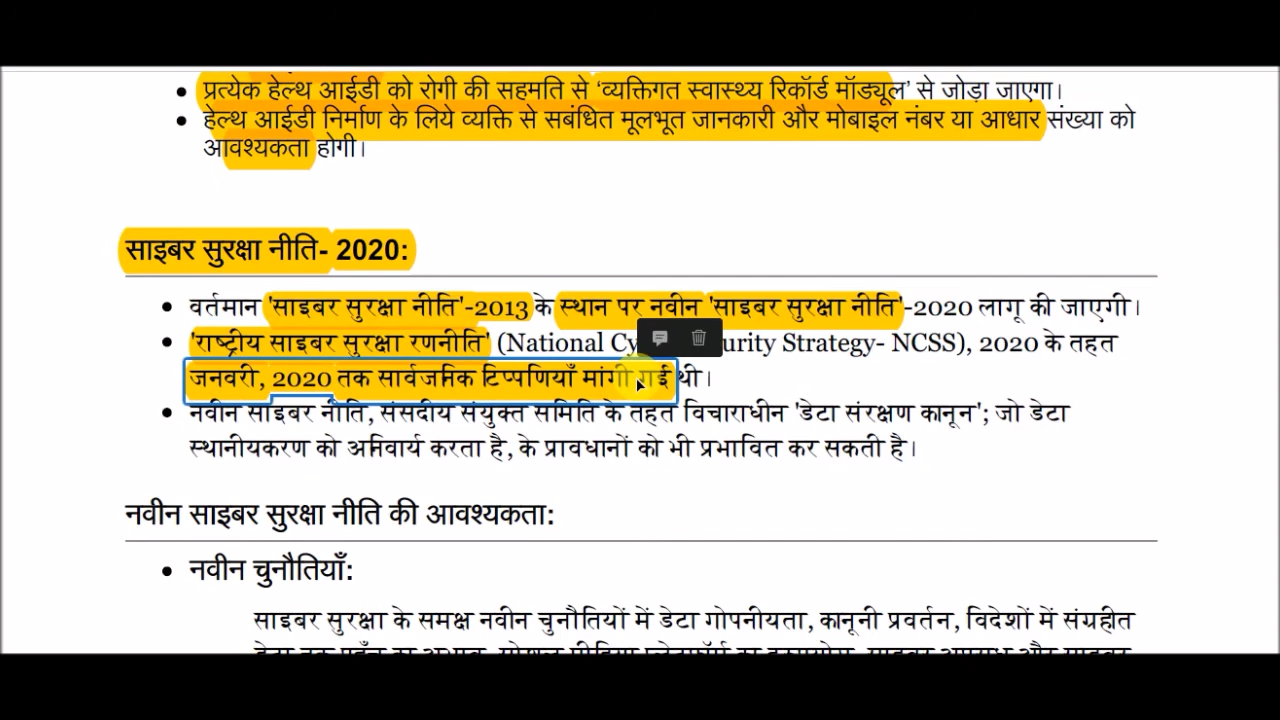 प्रत्येक हेल्थ आईडी को रोगी की सहमति से 'व्यक्तिगत स्वास्थ्य रिकॉर्ड मॉड्यूल' से जोड़ा जाएगा।
हेल्थ आईडी निर्माण के लिये व्यक्ति से सबंधित मूलभूत जानकारी और मोबाइल नंबर या आधार संख्या को
आवश्यकता होगी।
साइबर सुरक्षा नीति- 2020:
वर्तमान 'साइबर सुरक्षा नीति'-2013 के स्थान पर नवीन 'साइबर सुरक्षा नीति'-2020 लागू की जाएगी।
'राष्ट्रीय साइबर सुरक्षा रणनीति' (National Strategy- NCSS), 2020 के तहत
जनवरी, 2020 तक सार्वजनिक टिप्पणियाँ मांगी गई थी।
नवीन साइबर नीति, संसदीय संयुक्त समिति के तहत विचाराधीन 'डेटा संरक्षण कानून'; जो डेटा
स्थानीयकरण को अनिवार्य करता है, के प्रावधानों को भी प्रभावित कर सकती है।
नवीन साइबर सुरक्षा नीति की आवश्यकता:
नवीन चुनौतियाँ:
साइबर सुरक्षा के समक्ष नवीन चुनौतियों में डेटा गोपनीयता, कानूनी प्रवर्तन, विदेशों में संग्रहीत